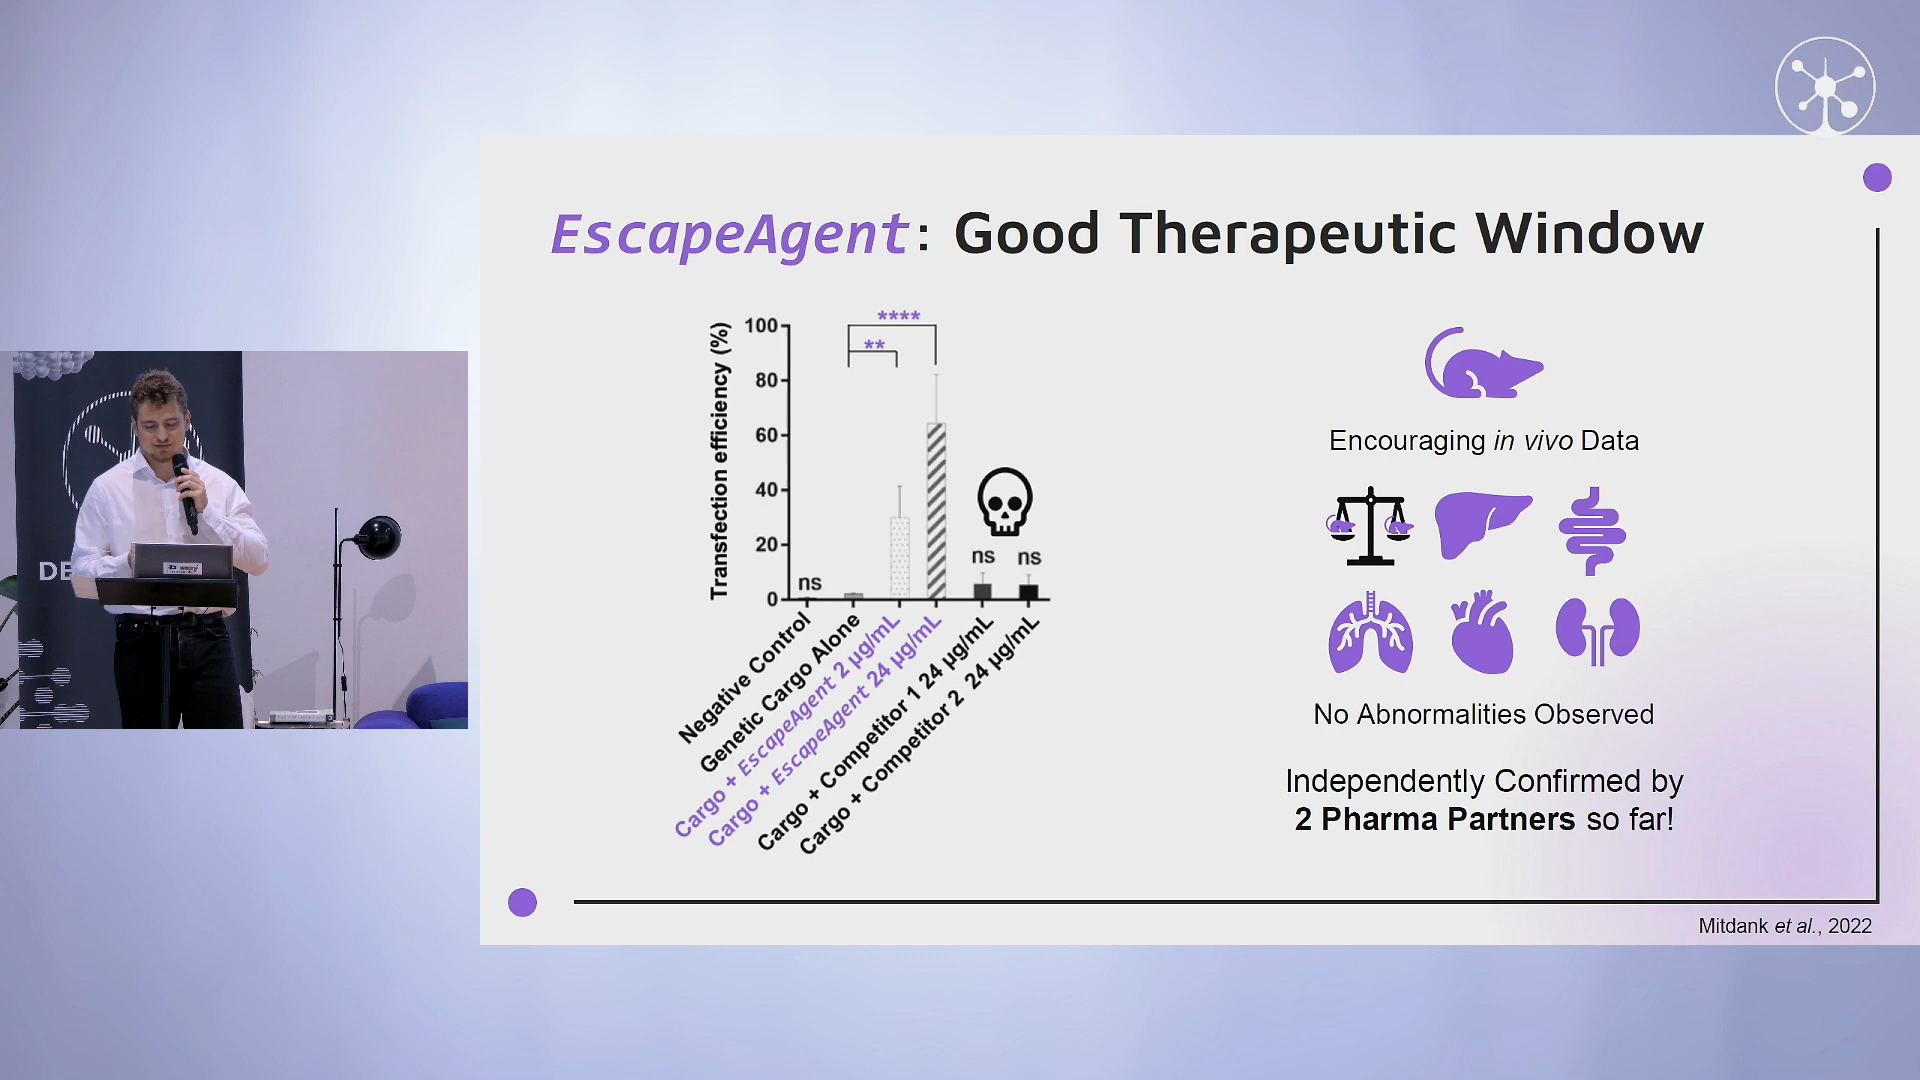 EscapeAgent: Good Therapeutic Window
Transfection efficiency (%)
100
80
60
40
20
0
****
**
ns
ns
ns
Negative Control
Genetic Cargo Alone
Cargo + EscapeAgent 2 µg/mL
Cargo + EscapeAgent 24 µg/mL
Cargo + Competitor 1 24 µg/mL
Cargo + Competitor 2 24 µg/mL
Encouraging in vivo Data
No Abnormalities Observed
Independently Confirmed by
2 Pharma Partners so far!
Mitdank et al., 2022
DE